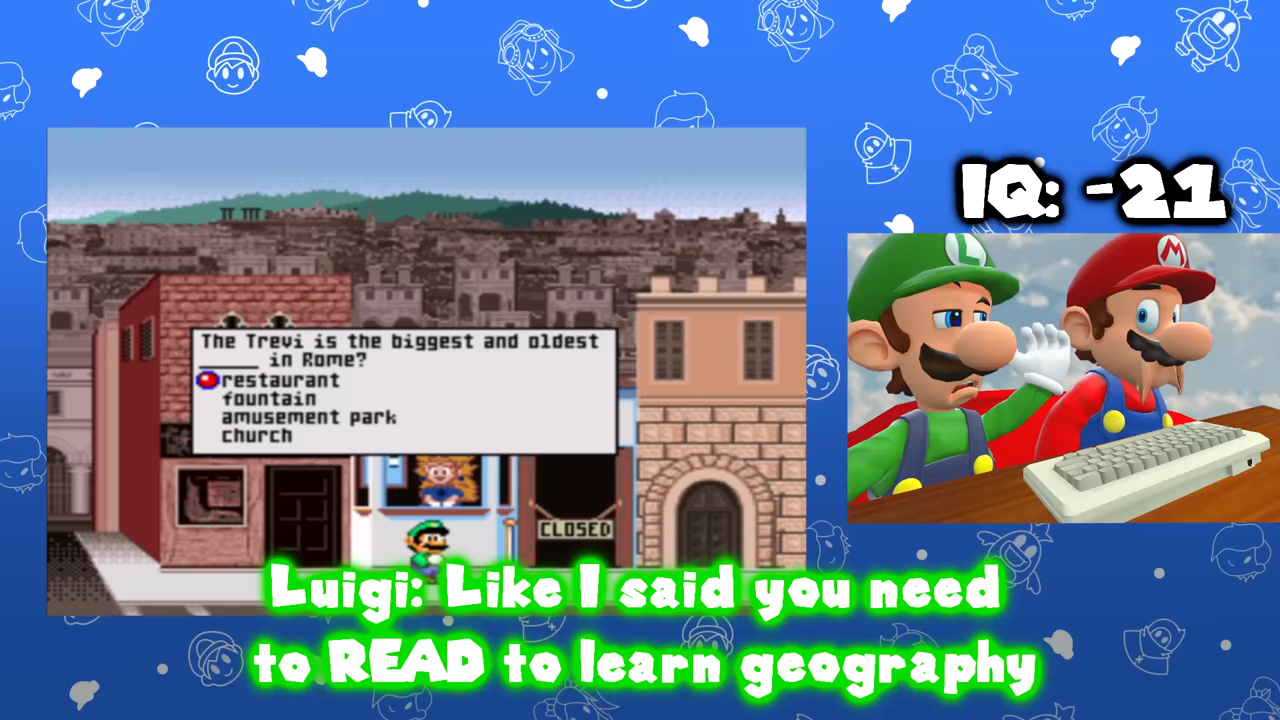 IQ: -21
L
M
The Trevi is the biggest and oldest
_____ in Rome?
restaurant
fountain
amusement park
church
CLOSED
Luigi: Like I said you need
to READ to learn geography